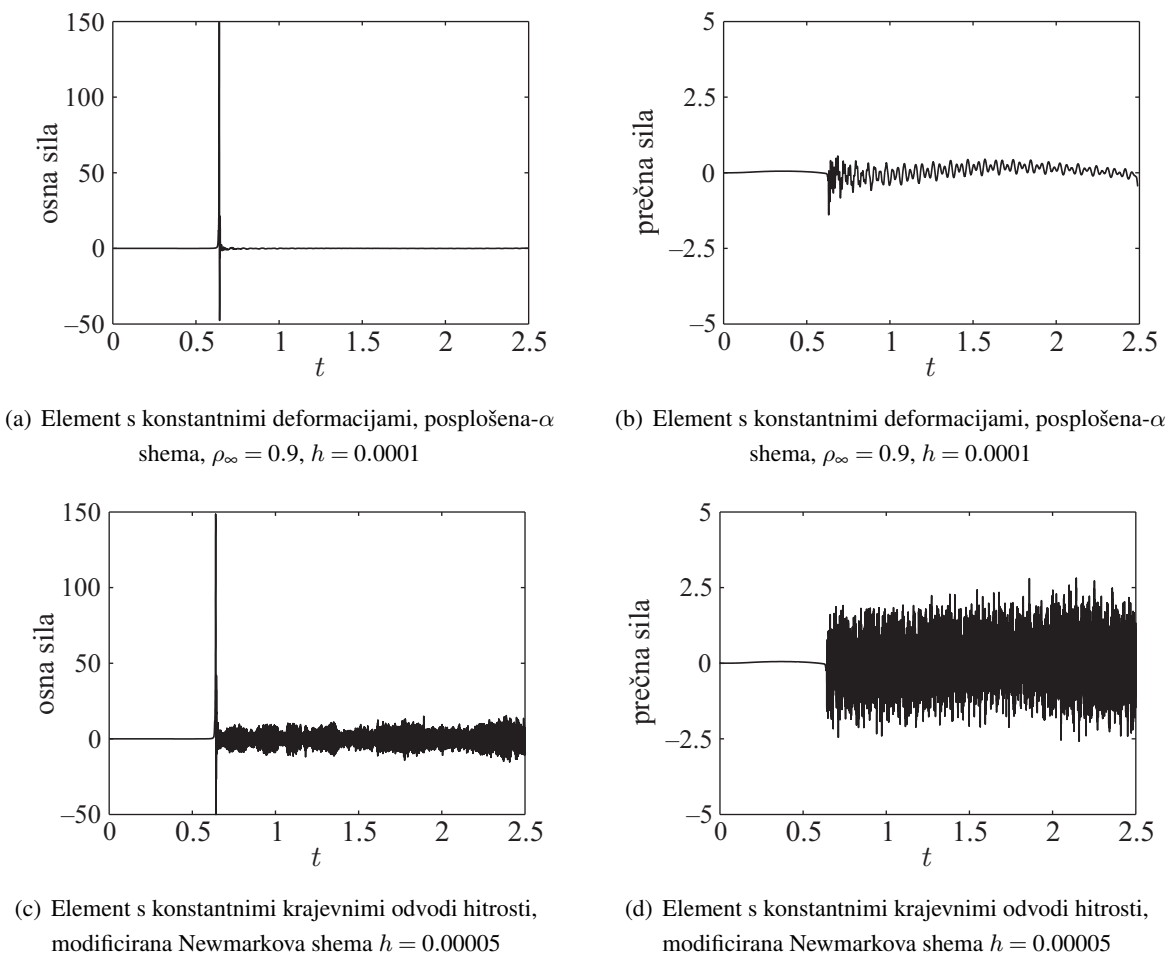 150
100
50
0
−50
osna sila
0
0.5
1
1.5
2
2.5
t
5
2.5
0
−2.5
−5
prečna sila
0
0.5
1
1.5
2
2.5
t
(a) Element s konstantnimi deformacijami, posplošena-α
shema, ρ∞ = 0.9, h = 0.0001
(b) Element s konstantnimi deformacijami, posplošena-α
shema, ρ∞ = 0.9, h = 0.0001
150
100
50
0
−50
osna sila
0
0.5
1
1.5
2
2.5
t
5
2.5
0
−2.5
−5
prečna sila
0
0.5
1
1.5
2
2.5
t
(c) Element s konstantnimi krajevnimi odvodi hitrosti,
modificirana Newmarkova shema h = 0.00005
(d) Element s konstantnimi krajevnimi odvodi hitrosti,
modificirana Newmarkova shema h = 0.00005